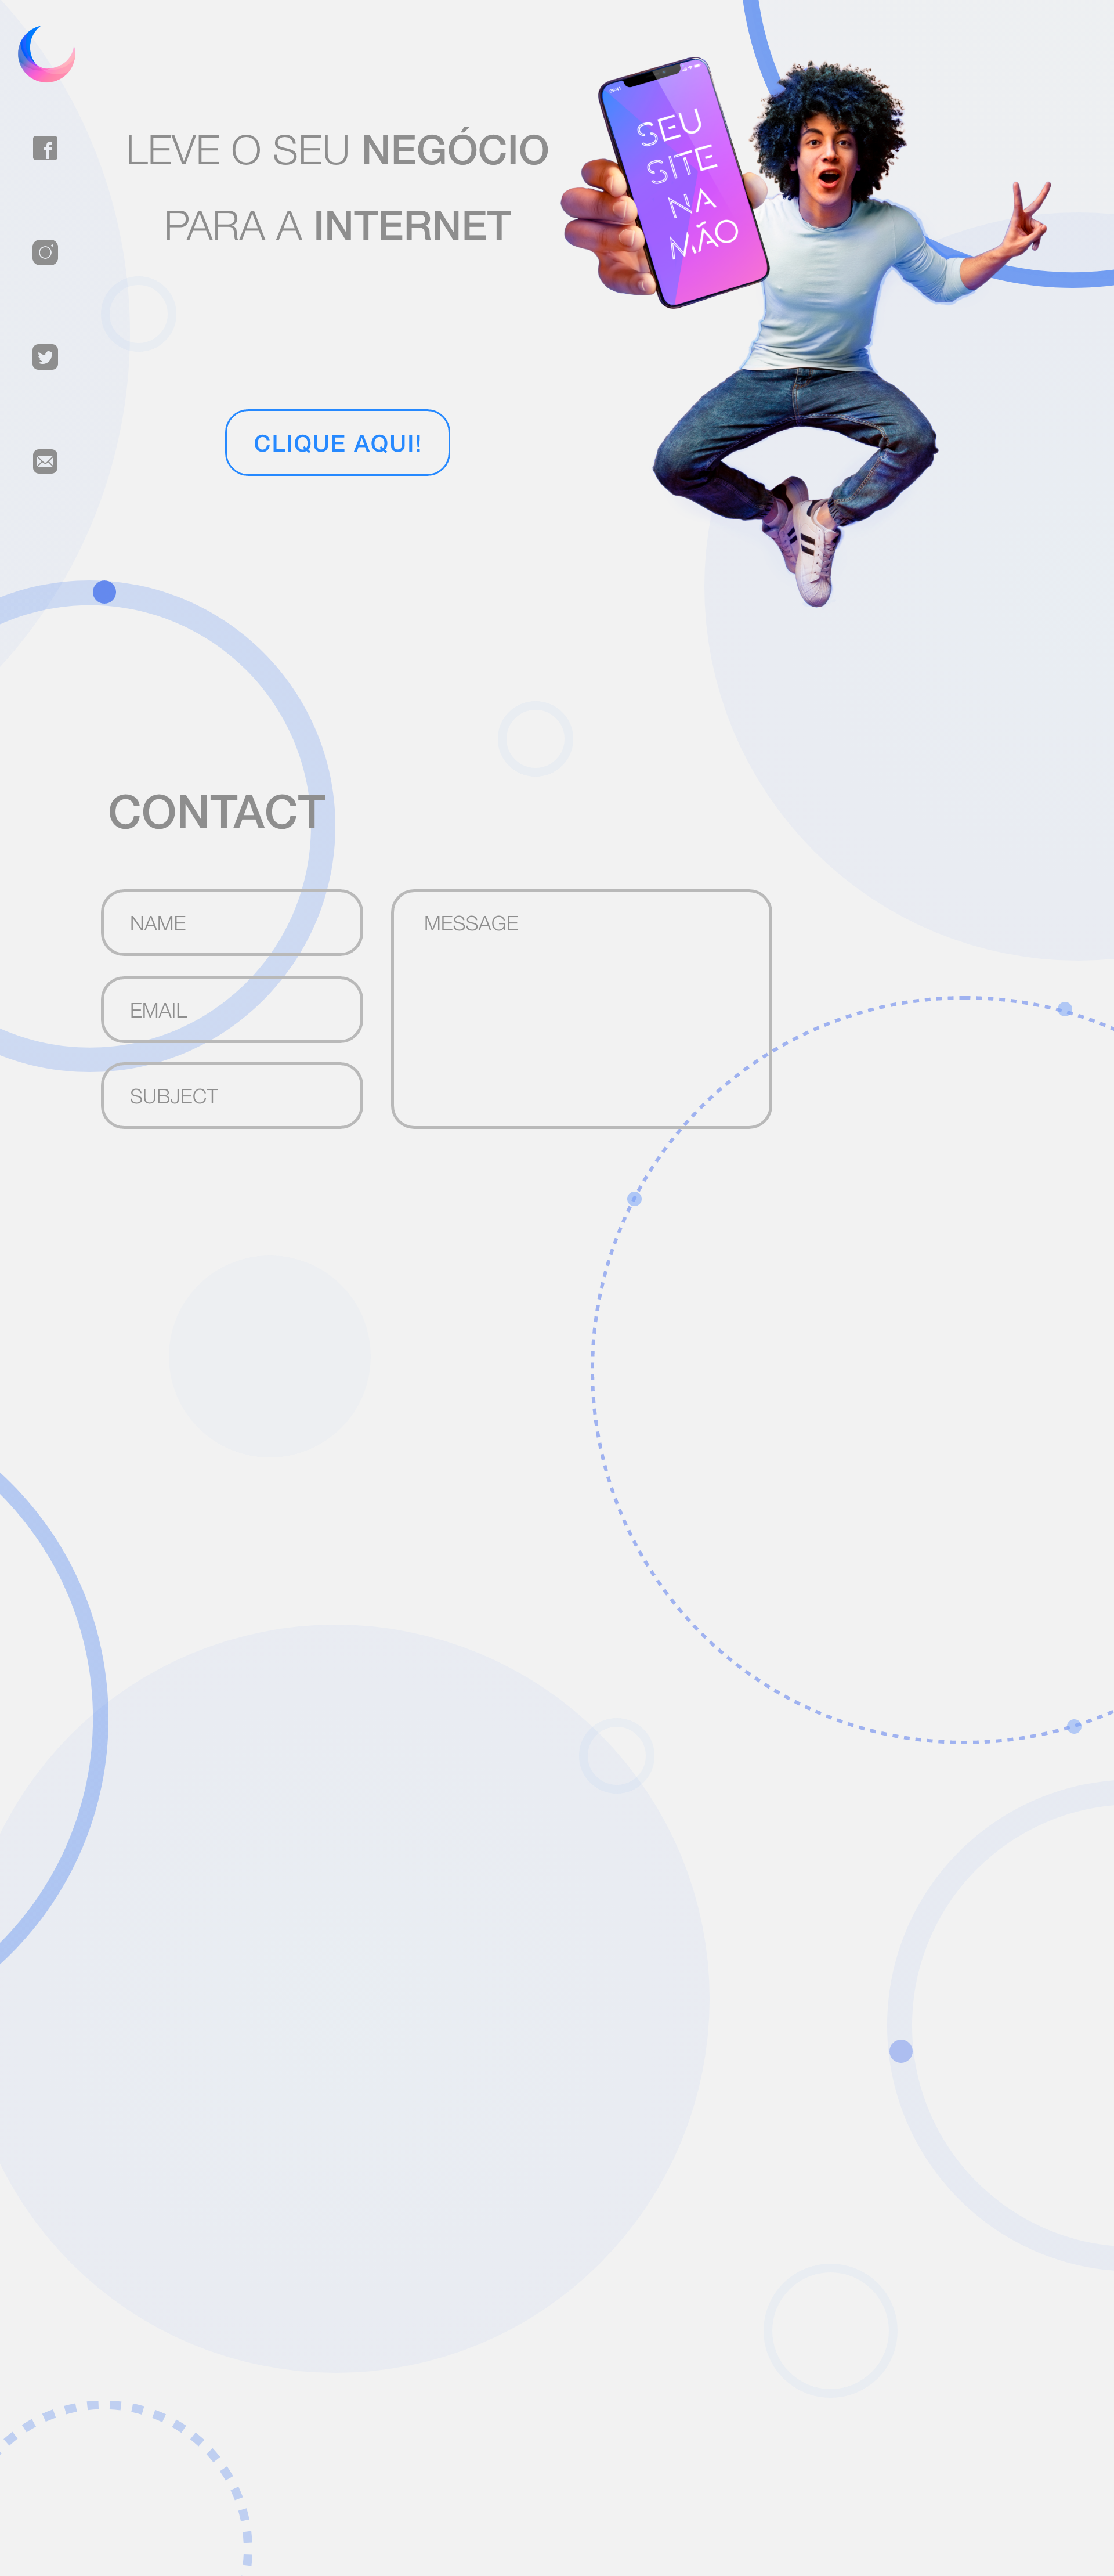 LEVE O SEU NEGÓCIO
PARA A INTERNET
SEU
SITE
NA
MÃO
CLIQUE AQUI!
CONTACT
NAME
EMAIL
SUBJECT
MESSAGE